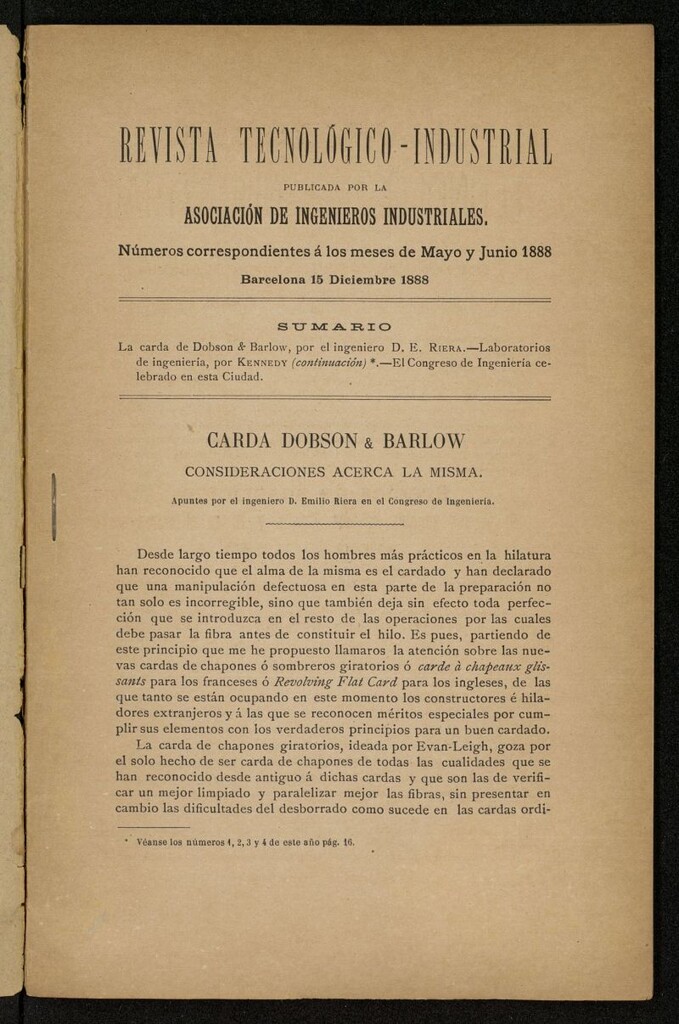 REVISTA TECNOLÓGICO-INDUSTRIAL
PUBLICADA POR LA
ASOCIACIÓN DE INGENIEROS INDUSTRIALES.
Números correspondientes á los meses de Mayo y Junio 1888
Barcelona 15 Diciembre 1888
SUMARIO
La carda de Dobson & Barlow, por el ingeniero D. E. RIERA.—Laboratorios
de ingeniería, por KENNEDY (continuación) *.—El Congreso de Ingeniería ce-
lebrado en esta Ciudad.
CARDA DOBSON & BARLOW
CONSIDERACIONES ACERCA LA MISMA.
Apuntes por el ingeniero D. Emilio Riera en el Congreso de Ingeniería.
Desde largo tiempo todos los hombres más prácticos en la hilatura
han reconocido que el alma de la misma es el cardado y han declarado
que una manipulación defectuosa en esta parte de la preparación no
tan solo es incorregible, sino que también deja sin efecto toda perfec-
ción que se introduzca en el resto de las operaciones por las cuales
debe pasar la fibra antes de constituir el hilo. Es pues, partiendo de
este principio que me he propuesto llamaros la atención sobre las nue-
vas cardas de chapones ó sombreros giratorios ó carde à chapeaux glis-
sants para los franceses ó Revolving Flat Card para los ingleses, de las
que tanto se están ocupando en este momento los constructores é hila-
dores extranjeros y á las que se reconocen méritos especiales por cum-
plir sus elementos con los verdaderos principios para un buen cardado.
La carda de chapones giratorios, ideada por Evan-Leigh, goza por
el solo hecho de ser carda de chapones de todas las cualidades que se
han reconocido desde antiguo á dichas cardas y que son las de verifi-
car un mejor limpiado y paralelizar mejor las fibras, sin presentar en
cambio las dificultades del desborrado como sucede en las cardas ordi-
* Véanse los números 1, 2, 3 y 4 de este año pág. 16.